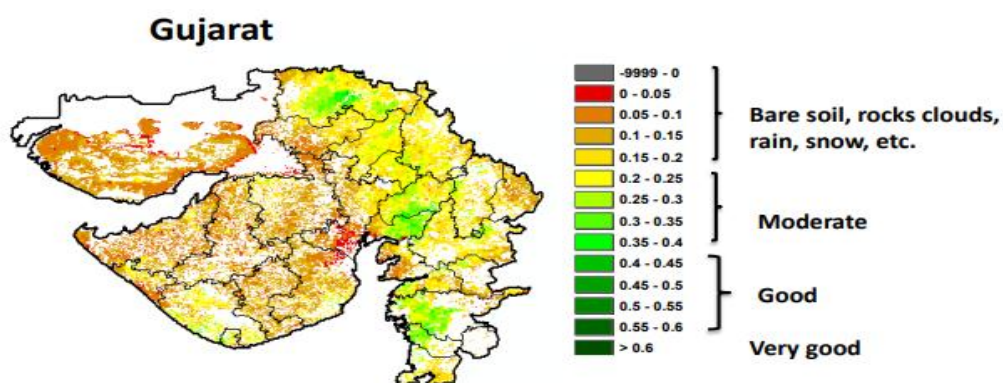 Gujarat
-9999 - 0
0 - 0.05
0.05 - 0.1
0.1 - 0.15
0.15 - 0.2
0.2 - 0.25
0.25 - 0.3
0.3 - 0.35
0.35 - 0.4
0.4 - 0.45
0.45 - 0.5
0.5 - 0.55
0.55 - 0.6
> 0.6
Bare soil, rocks clouds,
rain, snow, etc.
Moderate
Good
Very good